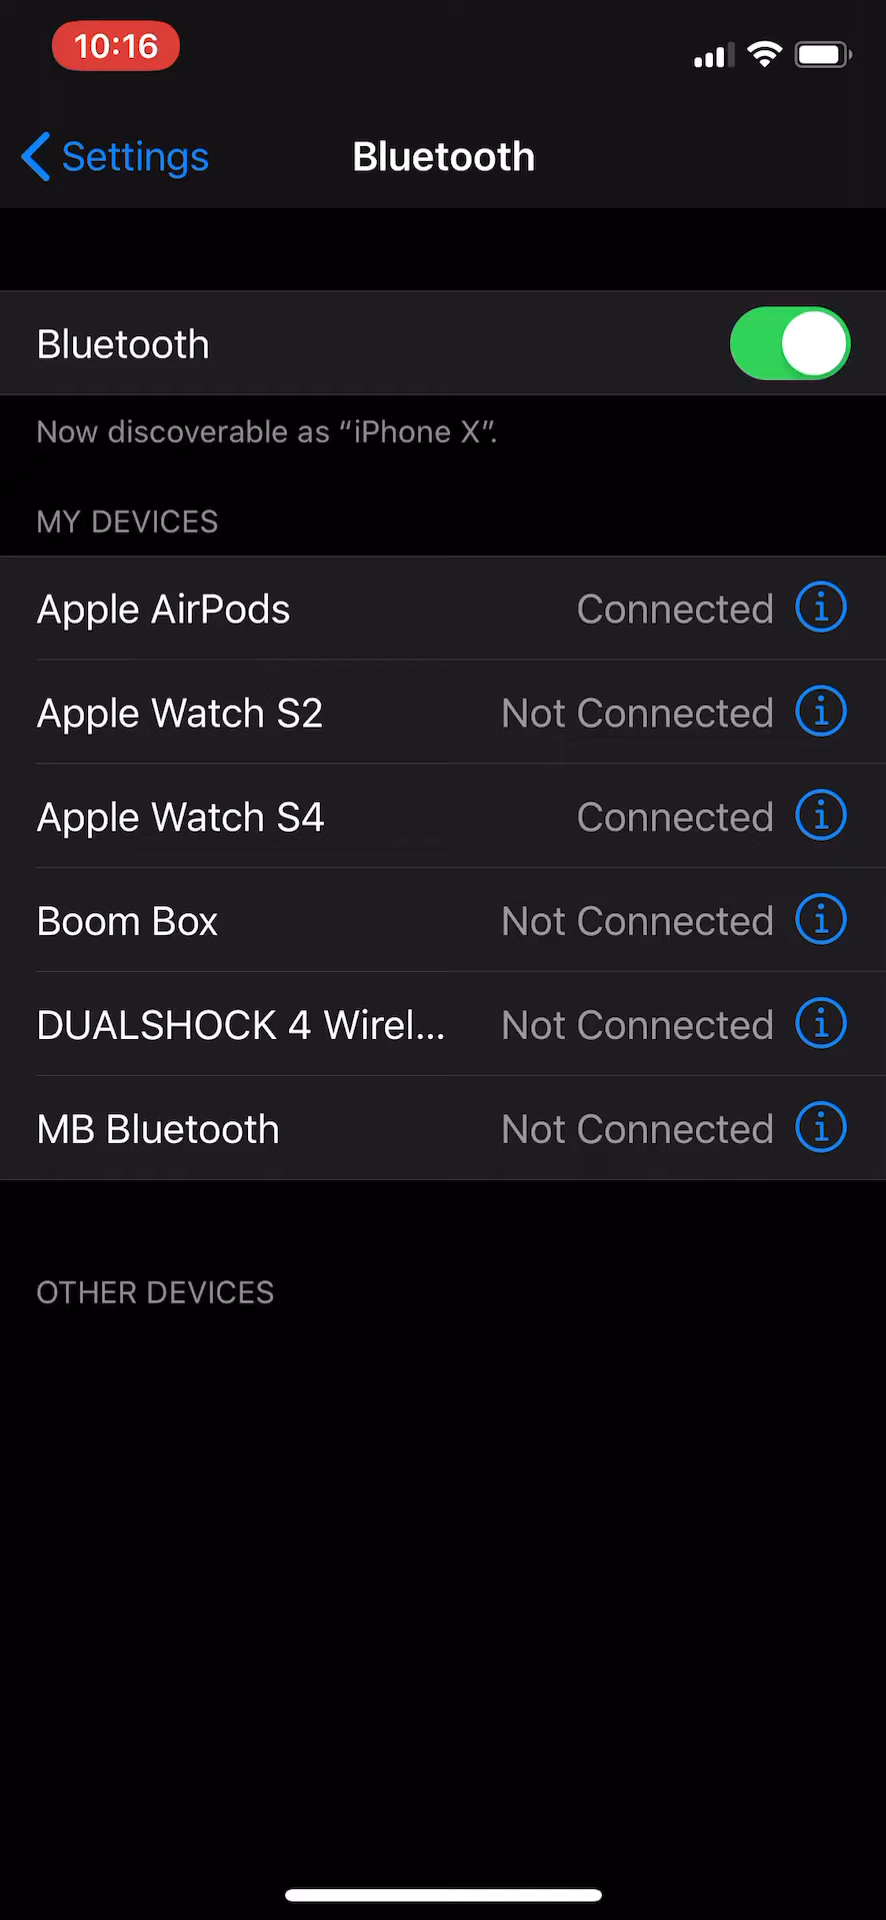 10:16
Settings
Bluetooth
Bluetooth
Now discoverable as “iPhone X”.
MY DEVICES
Apple AirPods Connected
Apple Watch S2 Not Connected
Apple Watch S4 Connected
Boom Box Not Connected
DUALSHOCK 4 Wirel... Not Connected
MB Bluetooth Not Connected
OTHER DEVICES